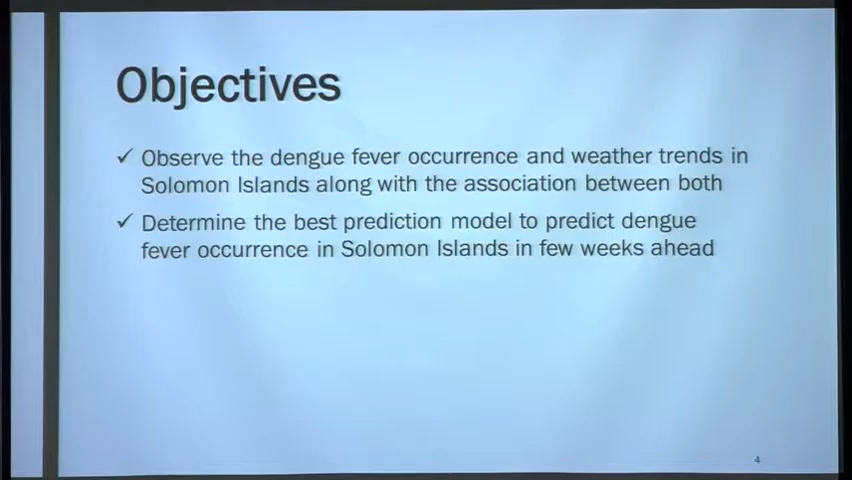 Objectives
✓ Observe the dengue fever occurrence and weather trends in
Solomon Islands along with the association between both
✓ Determine the best prediction model to predict dengue
fever occurrence in Solomon Islands in few weeks ahead
4